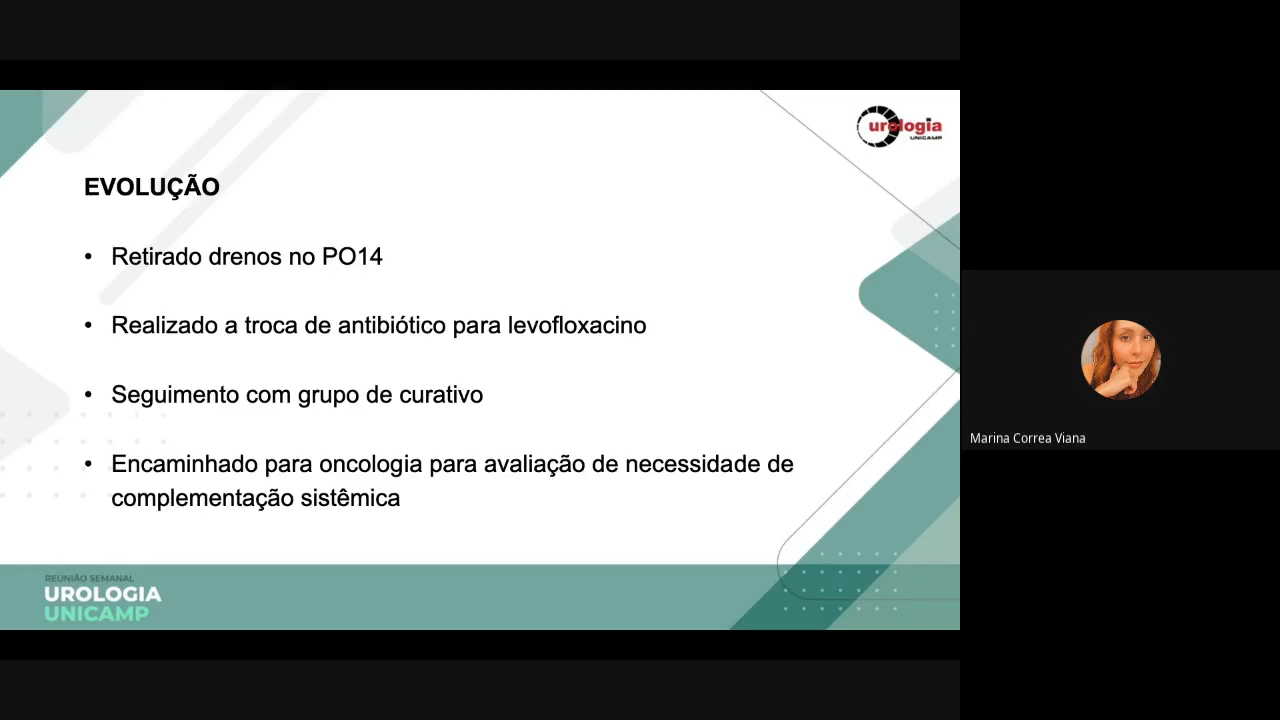 urologia
UNICAMP
EVOLUÇÃO
• Retirado drenos no PO14
• Realizado a troca de antibiótico para levofloxacino
• Seguimento com grupo de curativo
• Encaminhado para oncologia para avaliação de necessidade de
complementação sistêmica
Marina Correa Viana
REUNIÃO SEMANAL
UROLOGIA
UNICAMP